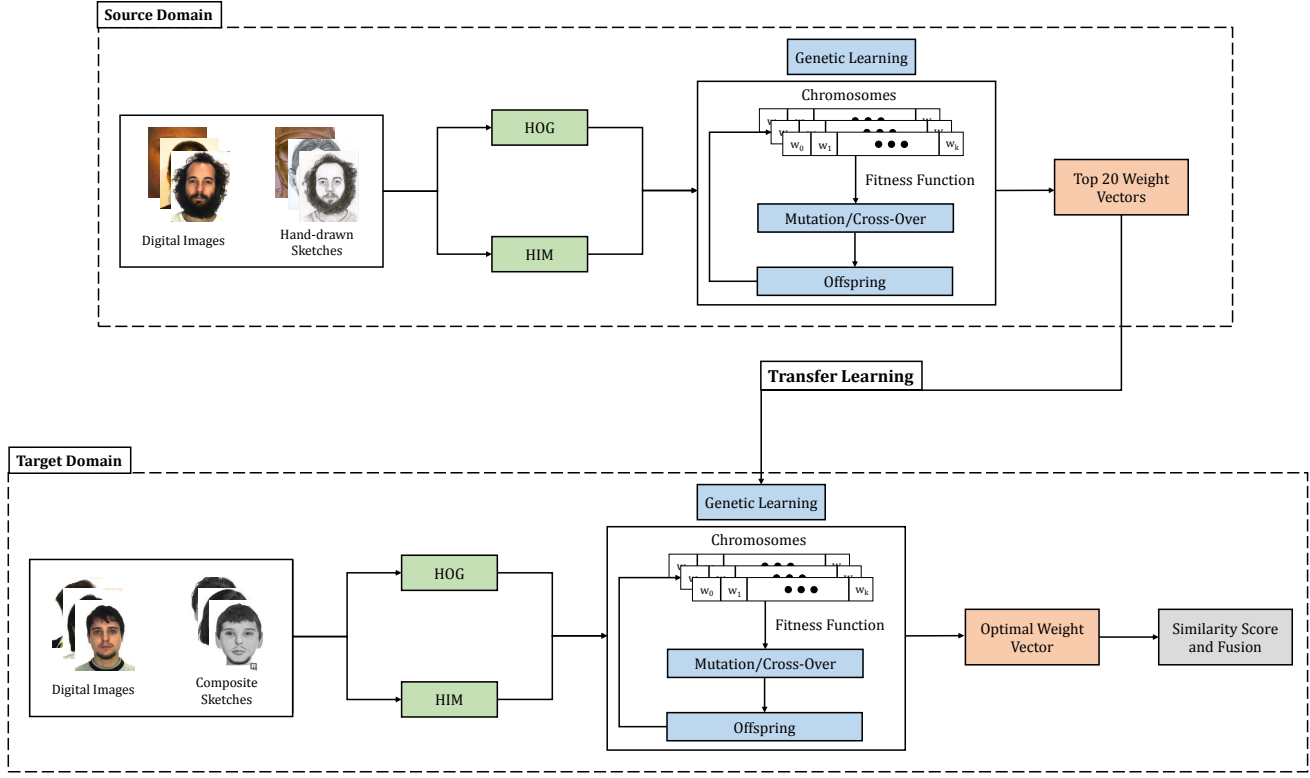 Source Domain
Genetic Learning
Chromosomes
w₀ w₁ ● ● ● wₖ
HOG
HIM
Digital Images
Hand-drawn
Sketches
Fitness Function
Mutation/Cross-Over
Offspring
Top 20 Weight
Vectors
Transfer Learning
Target Domain
Genetic Learning
Chromosomes
w₀ w₁ ● ● ● wₖ
HOG
HIM
Digital Images
Composite
Sketches
Fitness Function
Mutation/Cross-Over
Offspring
Optimal Weight
Vector
Similarity Score
and Fusion